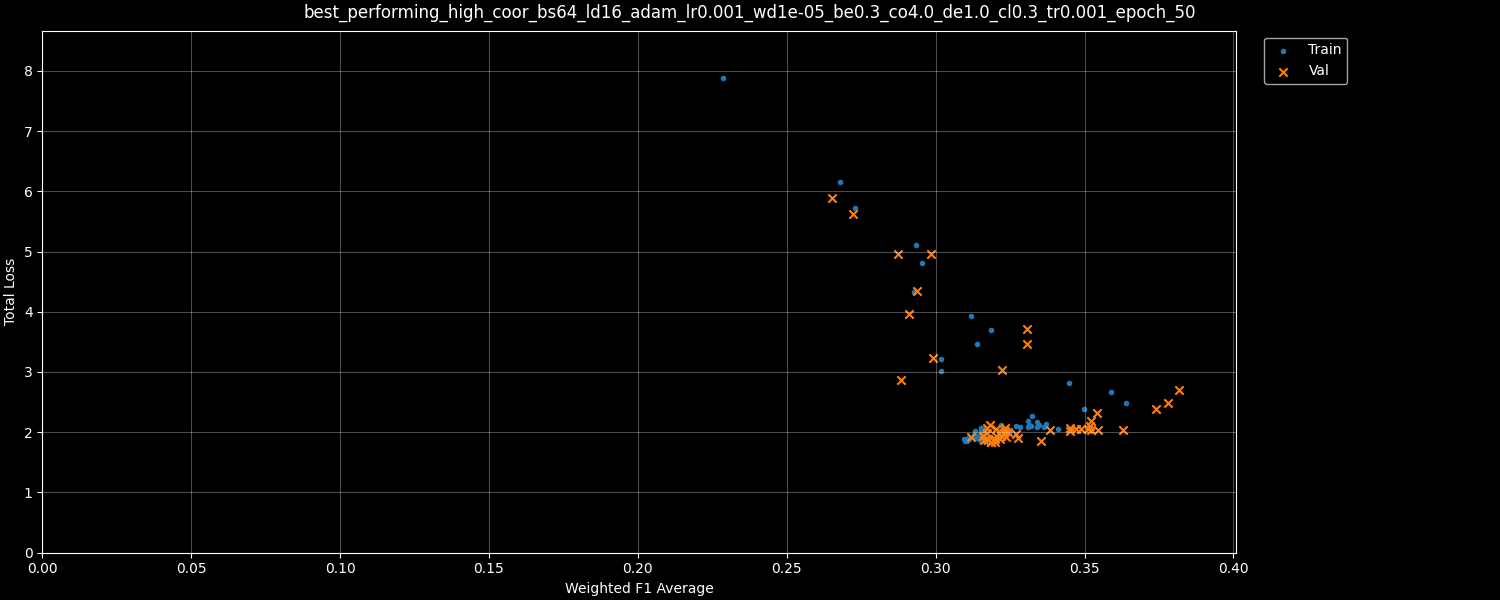 best_performing_high_coor_bs64_ld16_adam_lr0.001_wd1e-05_be0.3_co4.0_de1.0_cl0.3_tr0.001_epoch_50
Train
Val
8
7
6
5
4
3
2
1
0
Total Loss
0.00 0.05 0.10 0.15 0.20 0.25 0.30 0.35 0.40
Weighted F1 Average